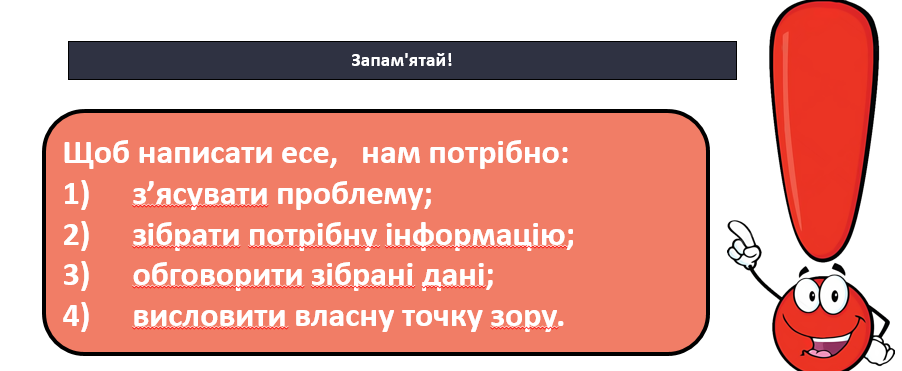 Запам'ятай!
Щоб написати есе, нам потрібно:
1) з’ясувати проблему;
2) зібрати потрібну інформацію;
3) обговорити зібрані дані;
4) висловити власну точку зору.